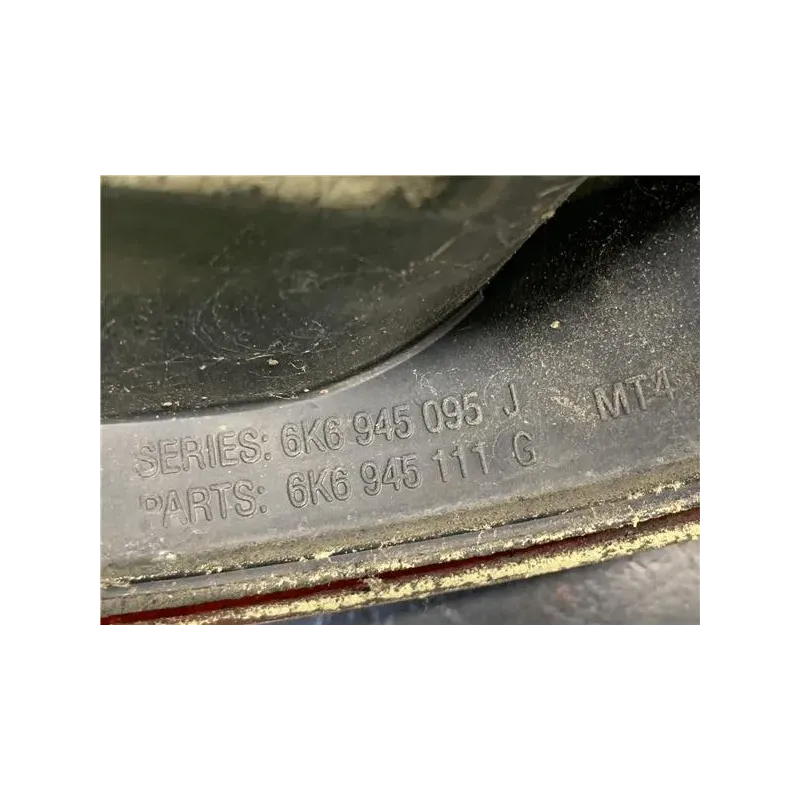 SERIES: 6K6 945 095 J
PARTS: 6K6 945 111 G
MT4